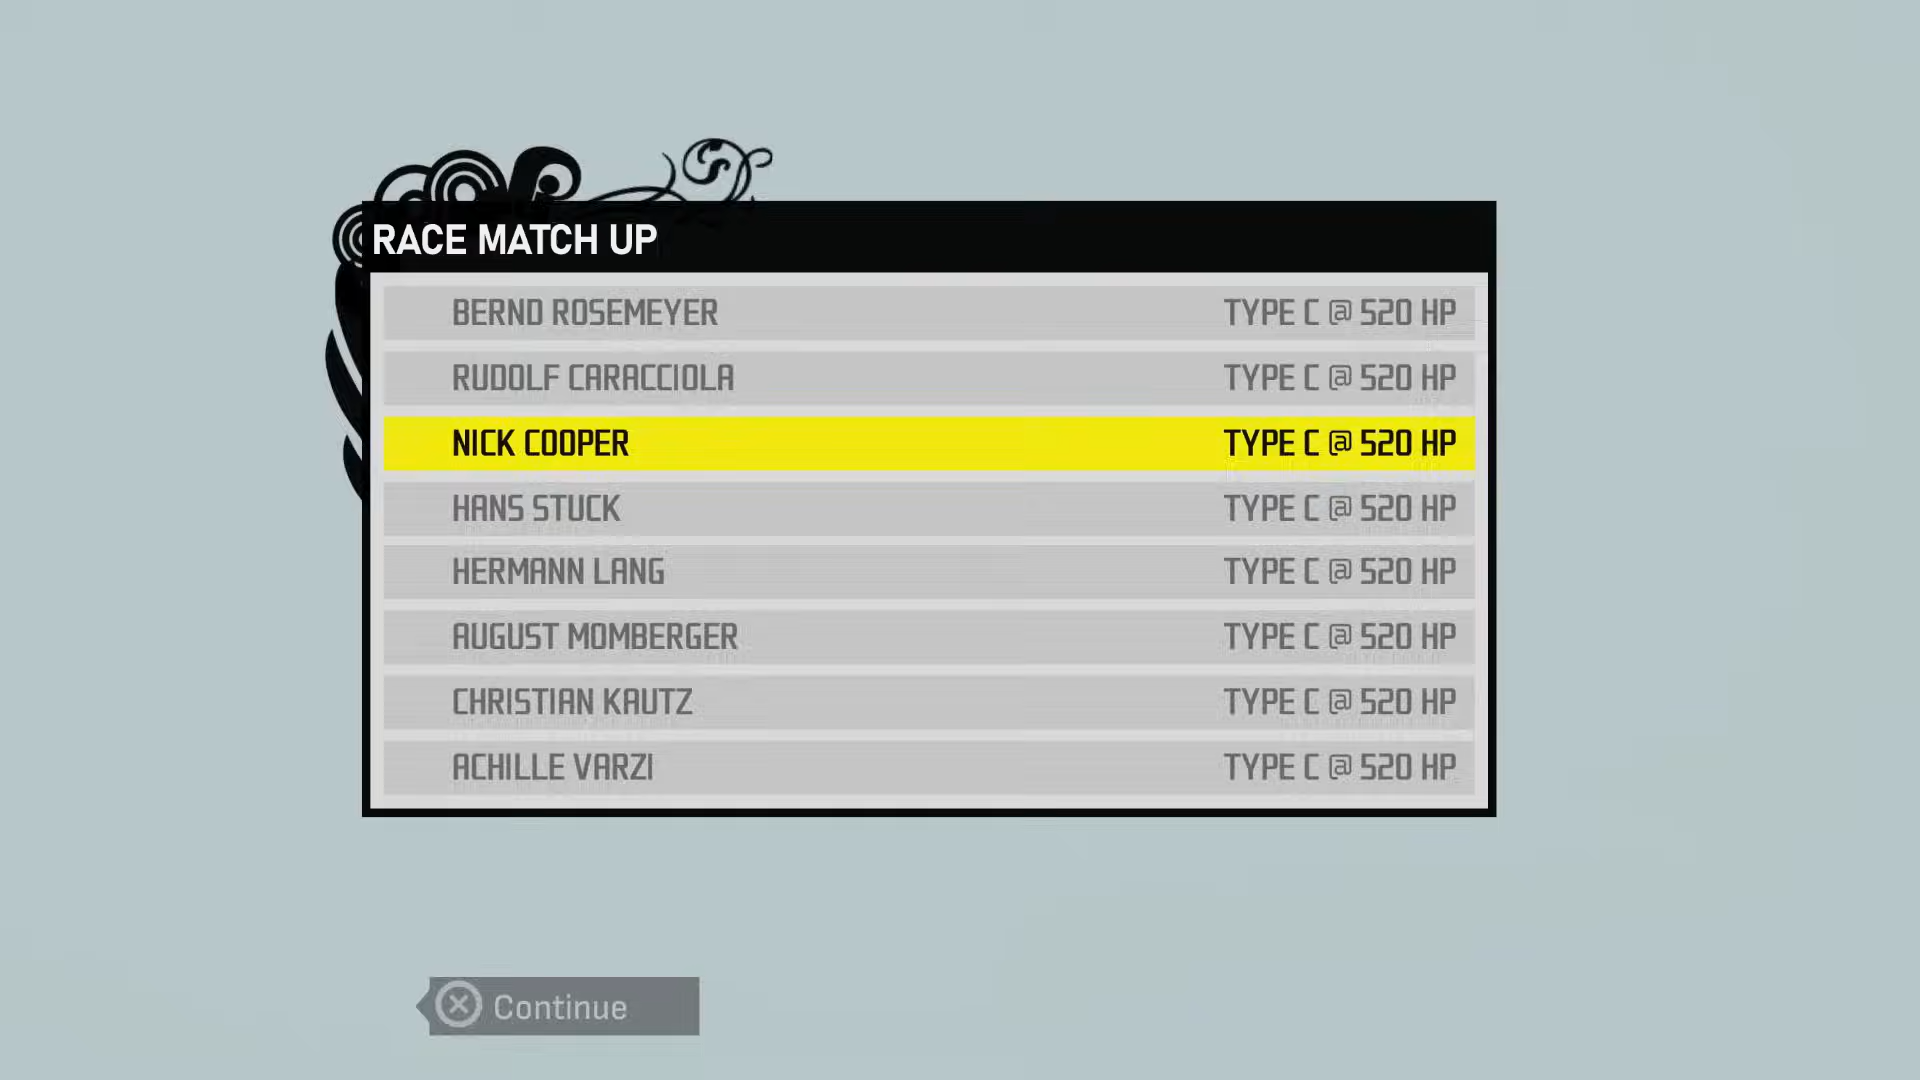 RACE MATCH UP
BERND ROSEMEYER TYPE C @ 520 HP
RUDOLF CARACCIOLA TYPE C @ 520 HP
NICK COOPER TYPE C @ 520 HP
HANS STUCK TYPE C @ 520 HP
HERMANN LANG TYPE C @ 520 HP
AUGUST MOMBERGER TYPE C @ 520 HP
CHRISTIAN KAUTZ TYPE C @ 520 HP
ACHILLE VARZI TYPE C @ 520 HP
Continue